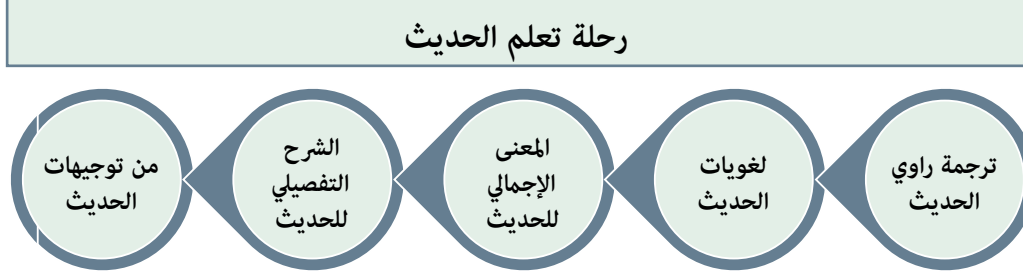 رحلة تعلم الحديث
ترجمة راوي
الحديث
لغويات
الحديث
المعنى
الإجمالي
للحديث
الشرح
التفصيلي
للحديث
من توجيهات
الحديث